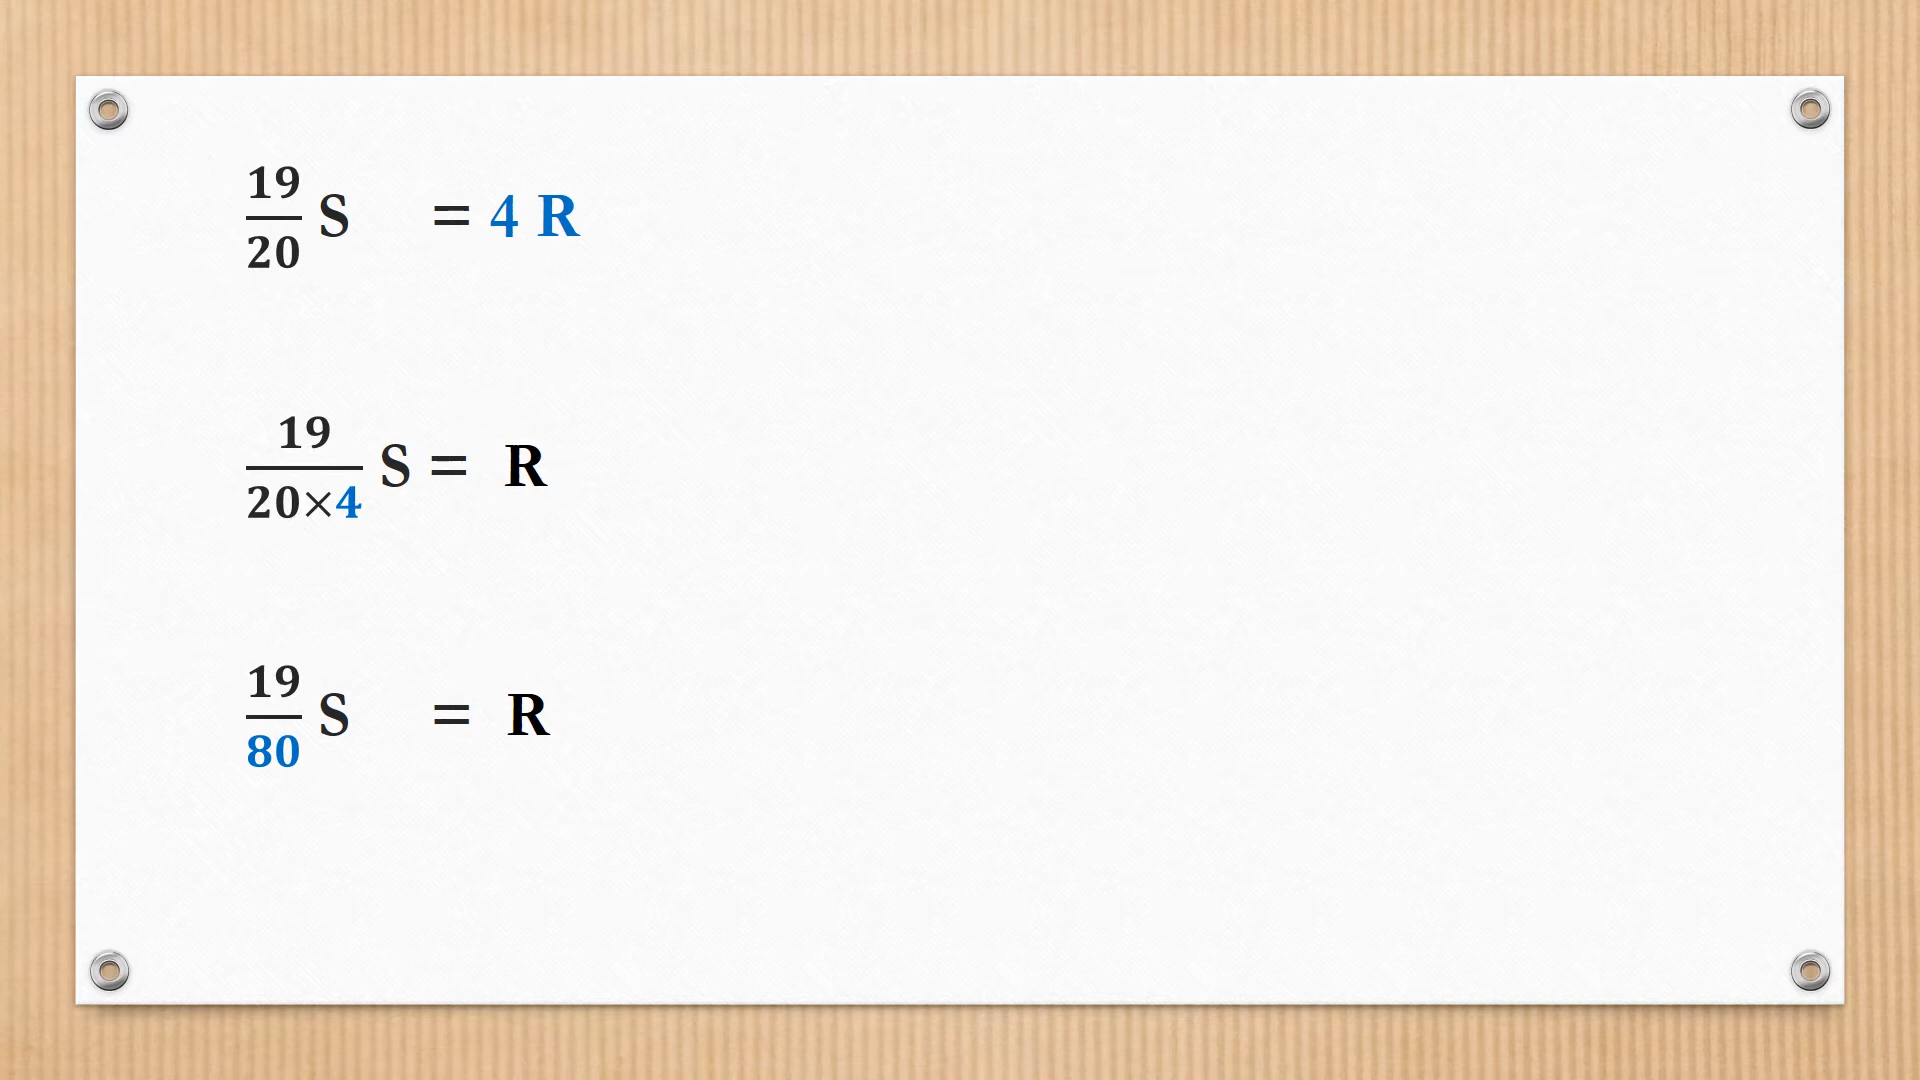 19/20 S = 4 R
19/20×4 S = R
19/80 S = R